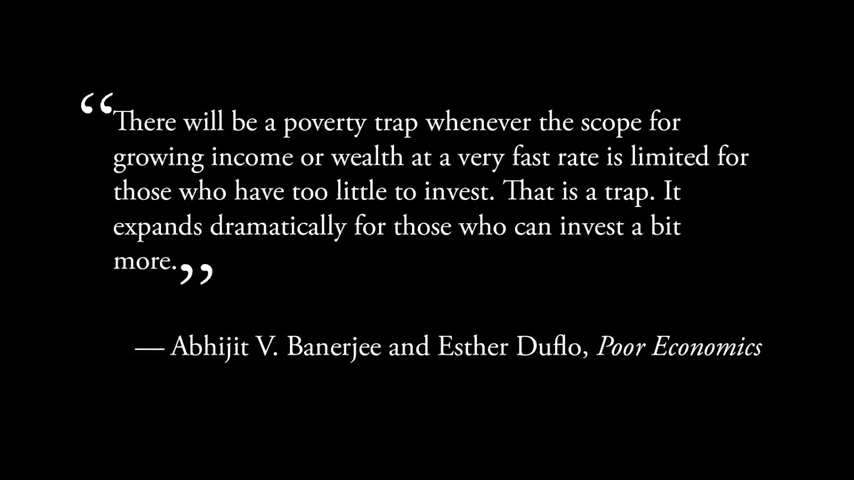 “There will be a poverty trap whenever the scope for
growing income or wealth at a very fast rate is limited for
those who have too little to invest. That is a trap. It
expands dramatically for those who can invest a bit
more.”
— Abhijit V. Banerjee and Esther Duflo, Poor Economics